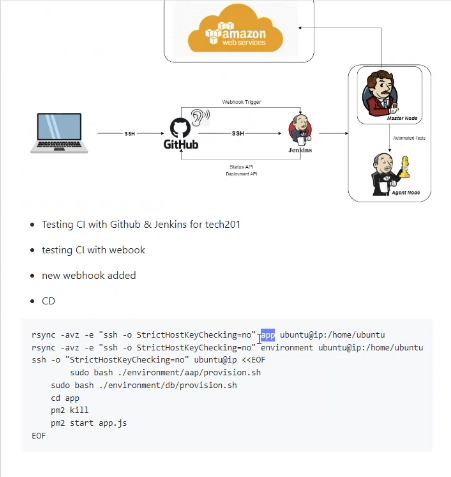 amazon
web services
Webhook Trigger
Master Node
SSH
GitHub
SSH
Jenkins
Automated Tests
Status API
Deployment API
Agent Node
Testing CI with Github & Jenkins for tech201
testing CI with webook
new webhook added
CD
rsync -avz -e "ssh -o StrictHostKeyChecking=no" app ubuntu@ip:/home/ubuntu
rsync -avz -e "ssh -o StrictHostKeyChecking=no" environment ubuntu@ip:/home/ubuntu
ssh -o "StrictHostKeyChecking=no" ubuntu@ip <<EOF
sudo bash ./environment/aap/provision.sh
sudo bash ./environment/db/provision.sh
cd app
pm2 kill
pm2 start app.js
EOF